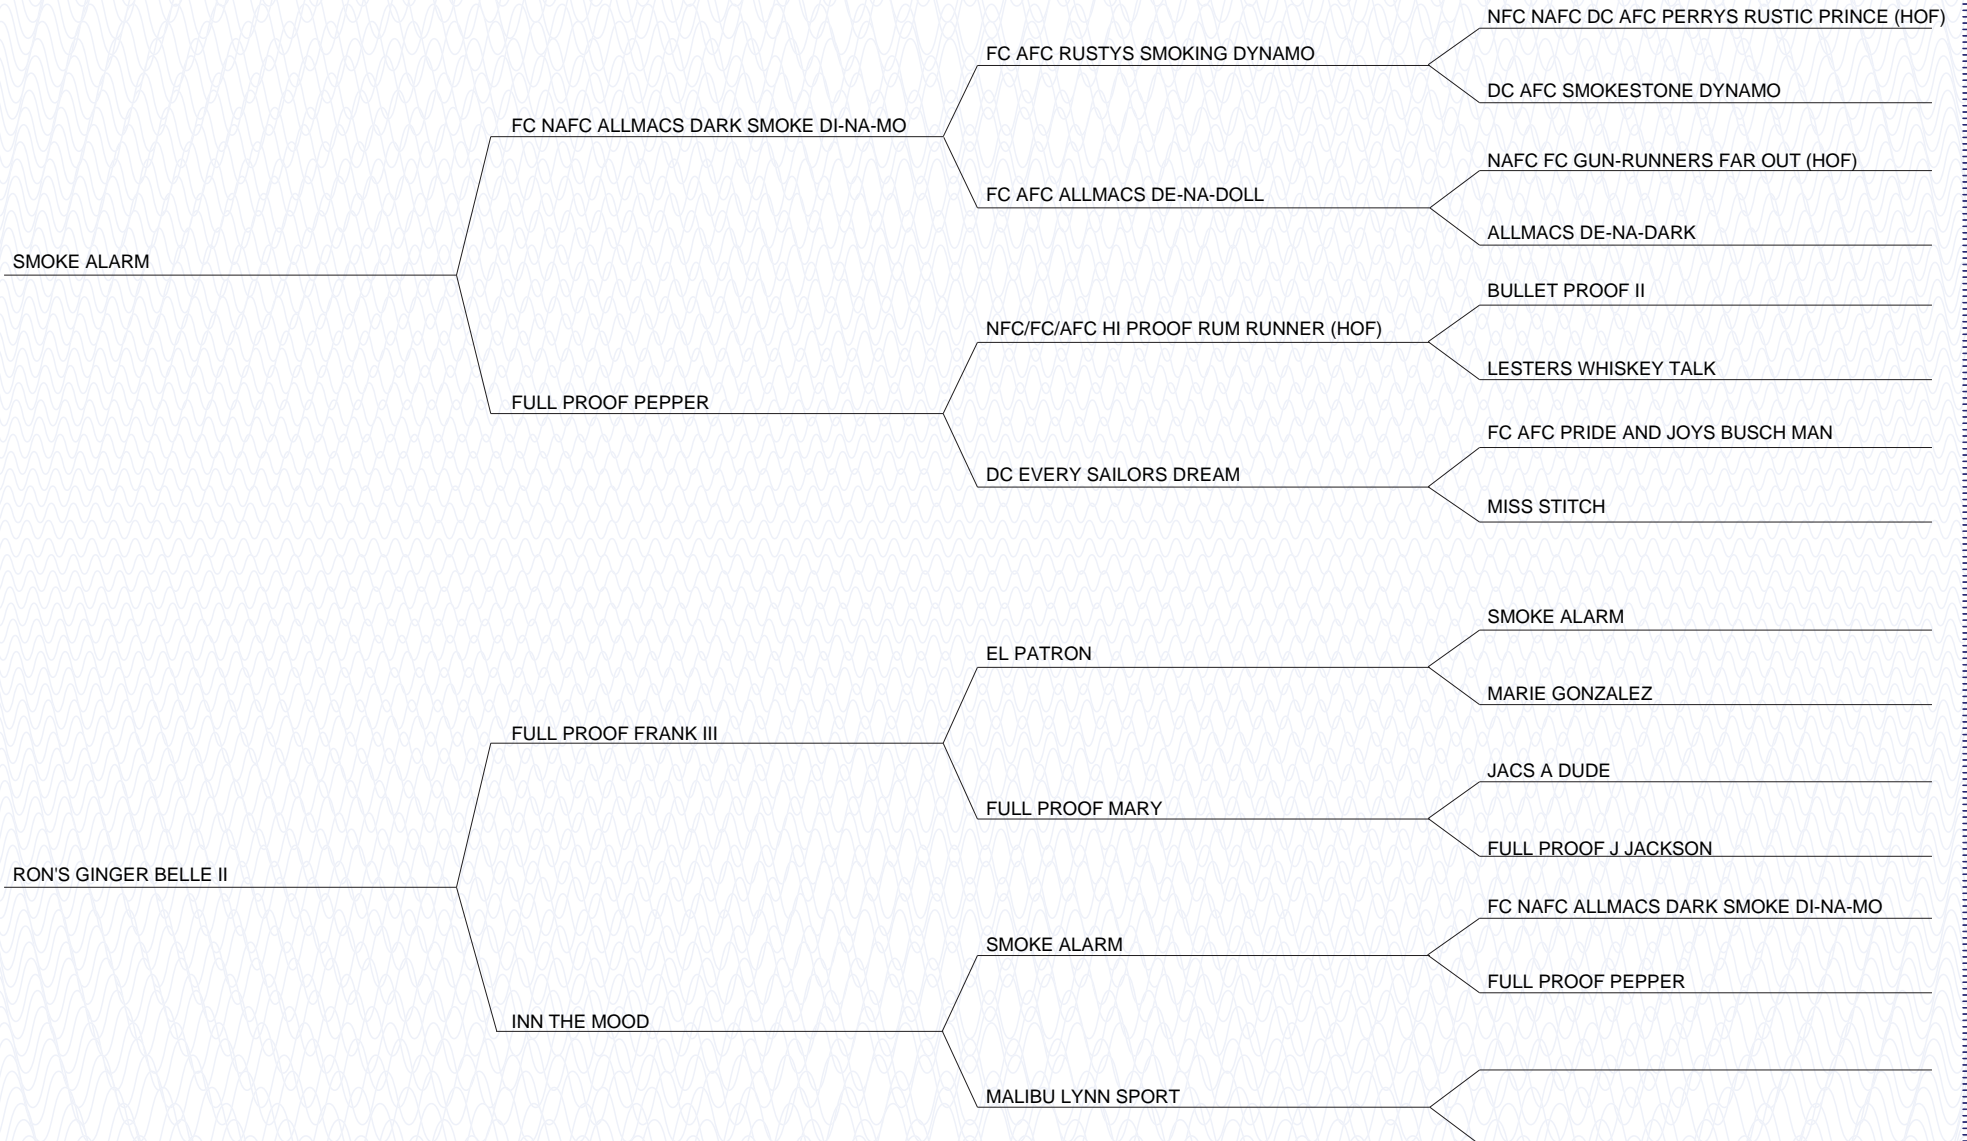 NFC NAFC DC AFC PERRYS RUSTIC PRINCE (HOF)
FC AFC RUSTYS SMOKING DYNAMO
DC AFC SMOKESTONE DYNAMO
FC NAFC ALLMACS DARK SMOKE DI-NA-MO
NAFC FC GUN-RUNNERS FAR OUT (HOF)
FC AFC ALLMACS DE-NA-DOLL
ALLMACS DE-NA-DARK
SMOKE ALARM
BULLET PROOF II
NFC/FC/AFC HI PROOF RUM RUNNER (HOF)
LESTERS WHISKEY TALK
FULL PROOF PEPPER
FC AFC PRIDE AND JOYS BUSCH MAN
DC EVERY SAILORS DREAM
MISS STITCH
SMOKE ALARM
EL PATRON
MARIE GONZALEZ
FULL PROOF FRANK III
JACS A DUDE
FULL PROOF MARY
FULL PROOF J JACKSON
RON'S GINGER BELLE II
FC NAFC ALLMACS DARK SMOKE DI-NA-MO
SMOKE ALARM
FULL PROOF PEPPER
INN THE MOOD
MALIBU LYNN SPORT